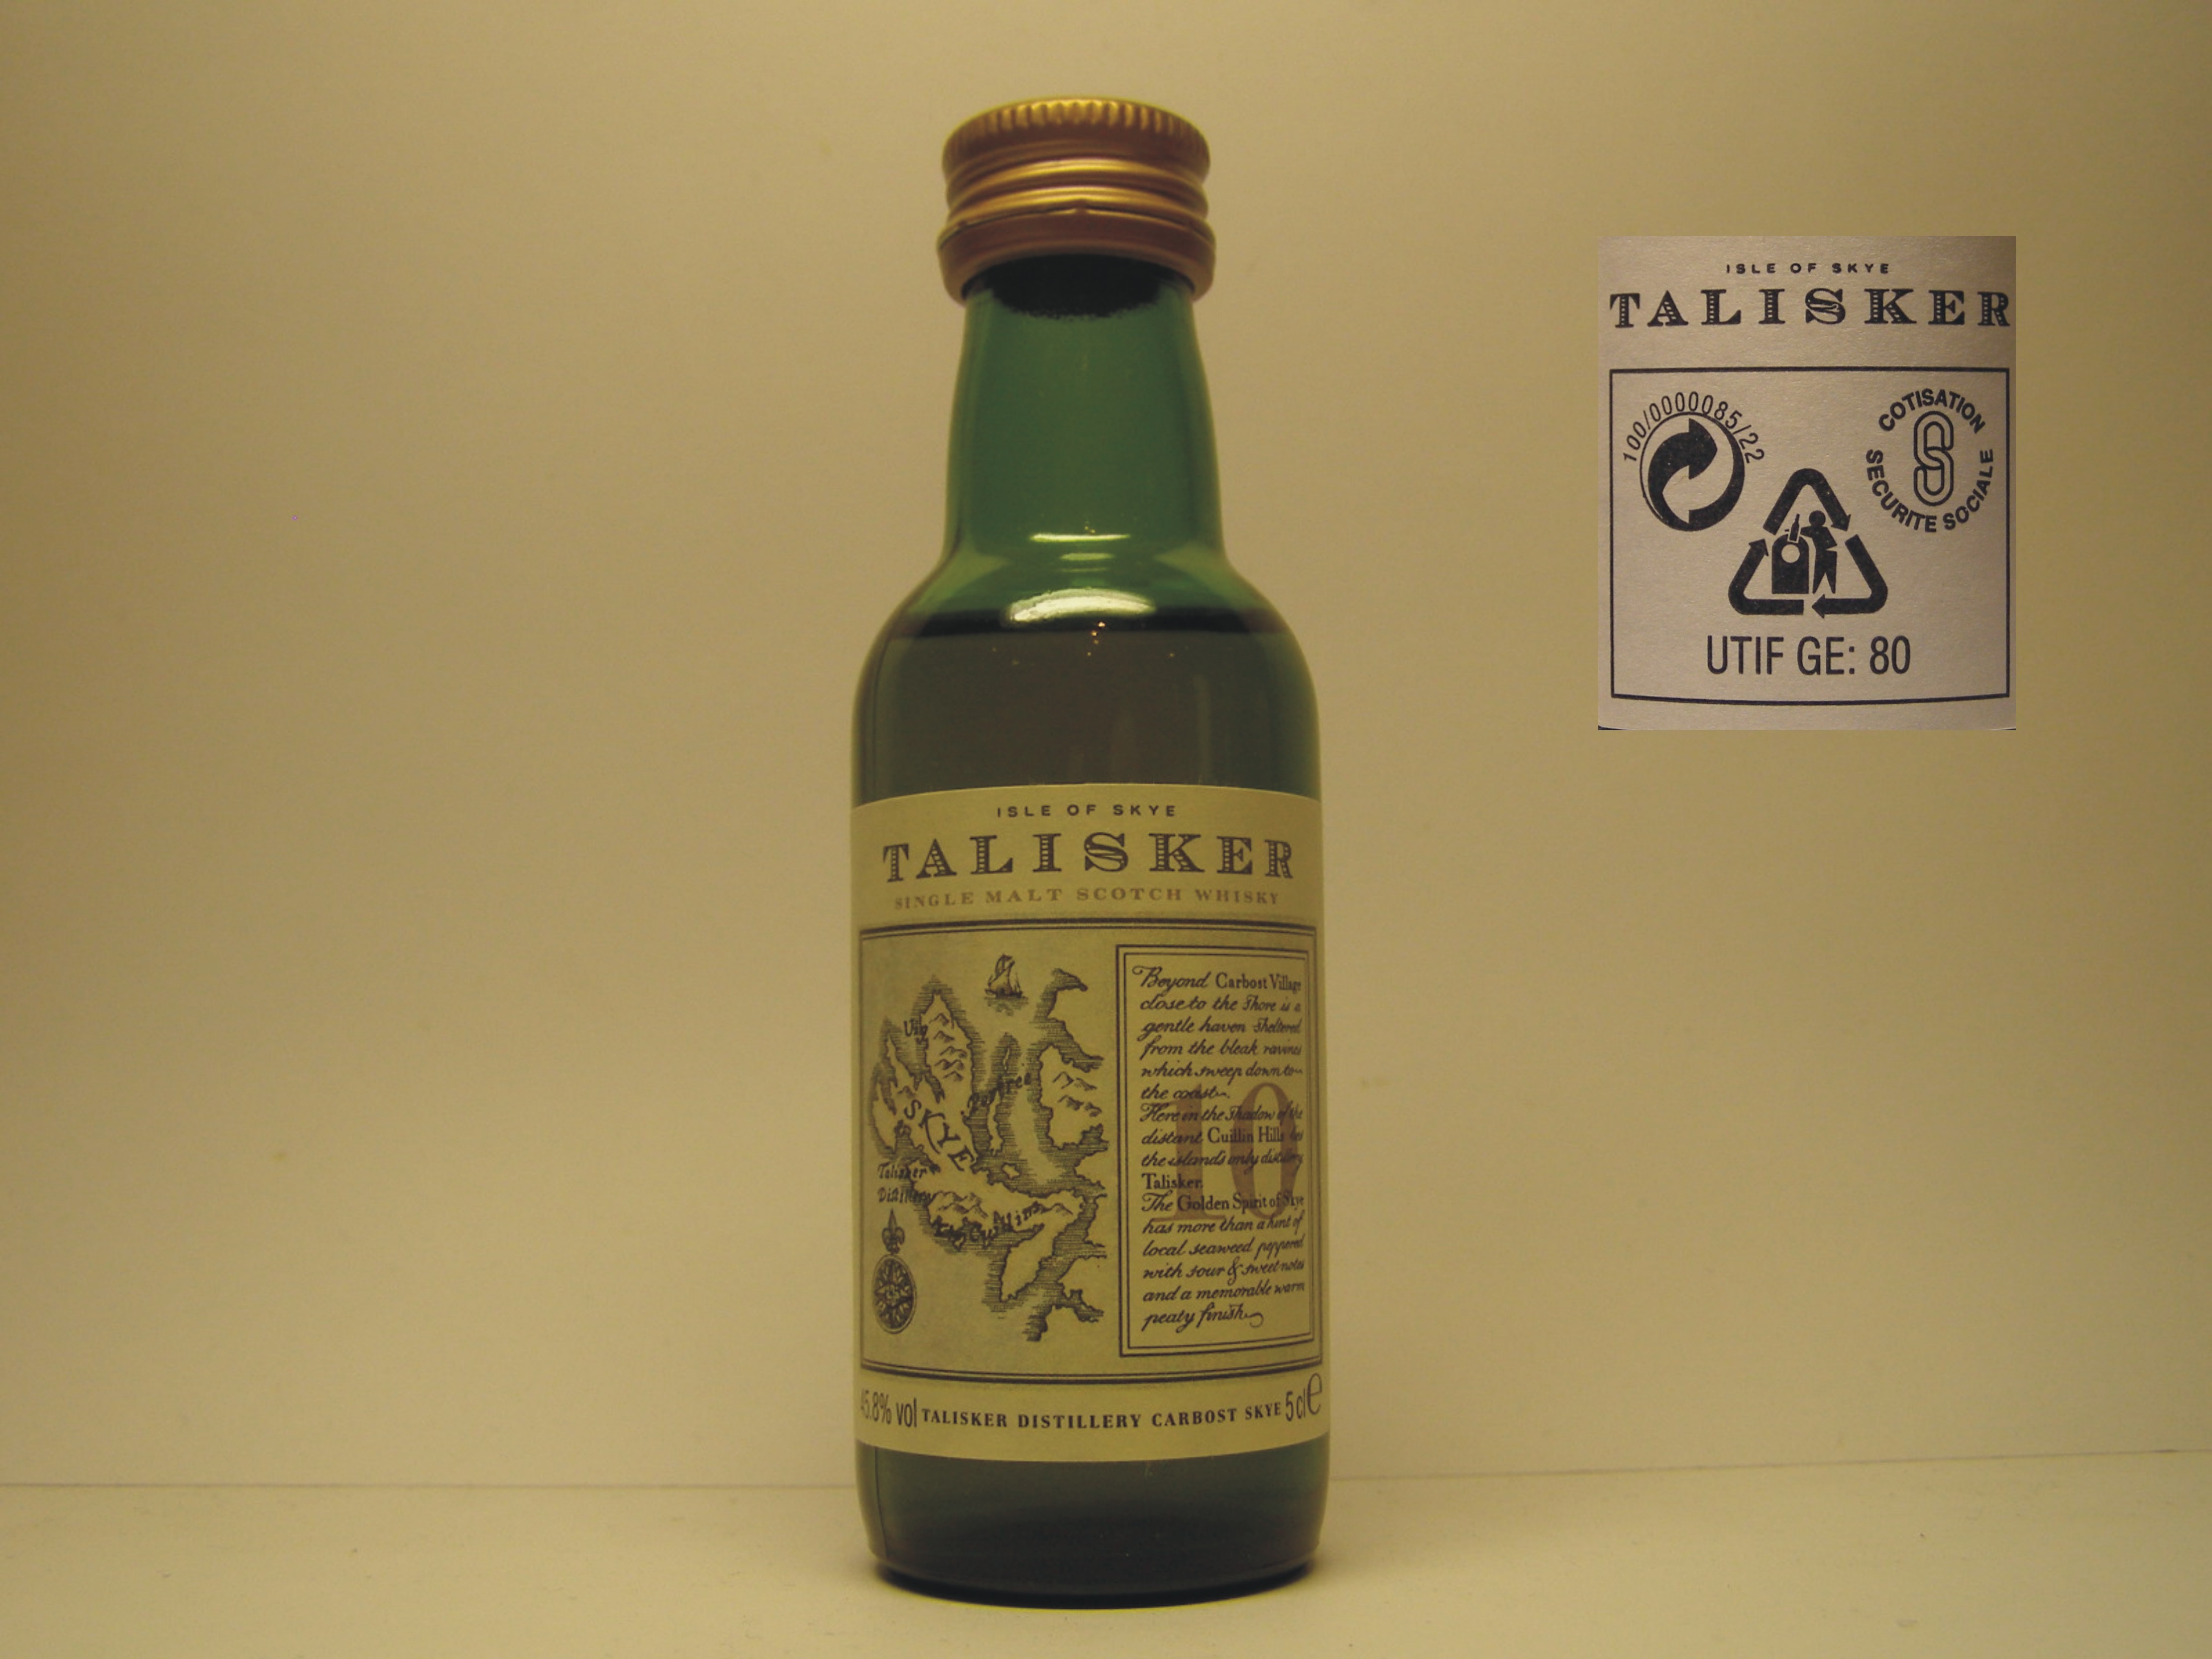 ISLE OF SKYE
TALISKER
SINGLE MALT SCOTCH WHISKY
Uig
Portree
SKYE
Talisker
Distillery
The Cuillins
10
Beyond Carbost Village
close to the shore is a
gentle haven sheltered
from the bleak ravines
which sweep down to
the coast
Here in the shadow of the
distant Cuillin Hills lies
the island's only distillery
Talisker.
The Golden Spirit of Skye
has more than a hint of
local seaweed peppered
with sour & sweet notes
and a memorable warm
peaty finish
45.8% vol TALISKER DISTILLERY CARBOST SKYE 5 cl e
ISLE OF SKYE
TALISKER
100/0000085/22
COTISATION
SECURITE SOCIALE
S
UTIF GE: 80